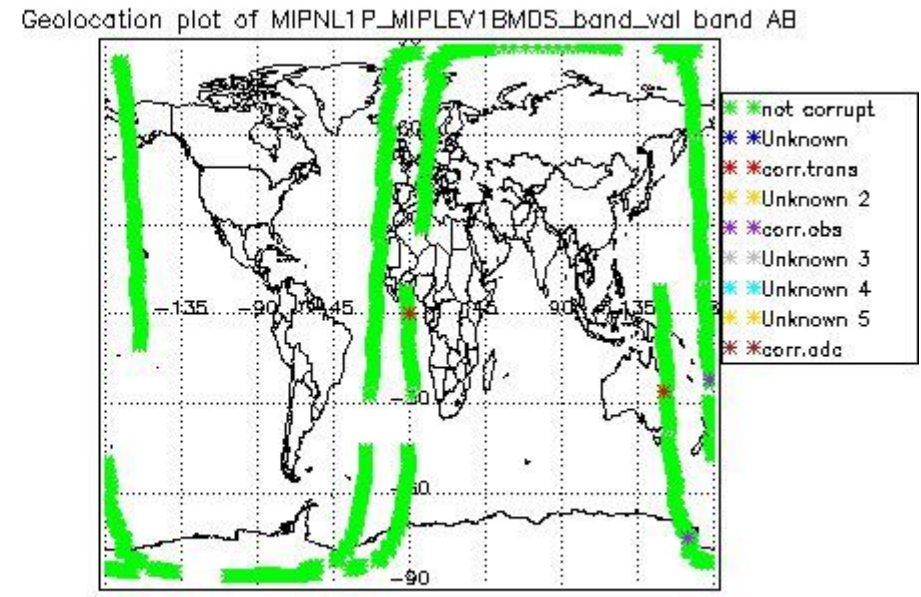 Geolocation plot of MIPNL1P_MIPLEV1BMDS_band_val band AB
not corrupt
Unknown
corr.trans
Unknown 2
corr.obs
Unknown 3
Unknown 4
Unknown 5
corr.adc
60
-135
-90
-45
45
90
-30
-60
-90